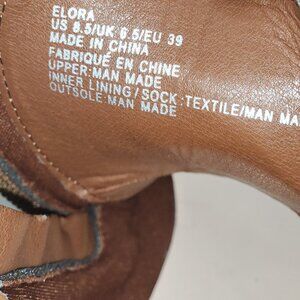 ELORA
US 8.5/UK 6.5/EU 39
MADE IN CHINA
FABRIQUÉ EN CHINE
UPPER:MAN MADE
INNER LINING/SOCK:TEXTILE/MAN MA
OUTSOLE:MAN MADE